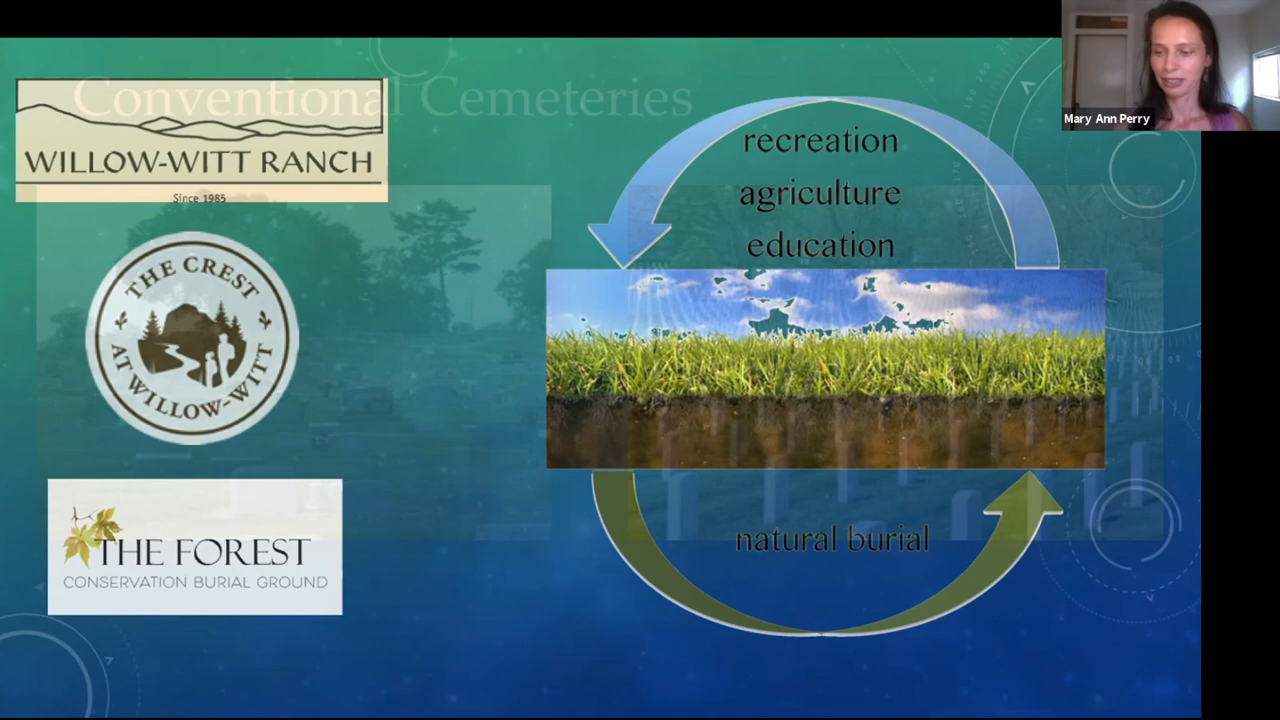 Conventional Cemeteries
WILLOW-WITT RANCH
Since 1985
THE CREST
AT WILLOW-WITT
THE FOREST
CONSERVATION BURIAL GROUND
recreation
agriculture
education
natural burial
Mary Ann Perry